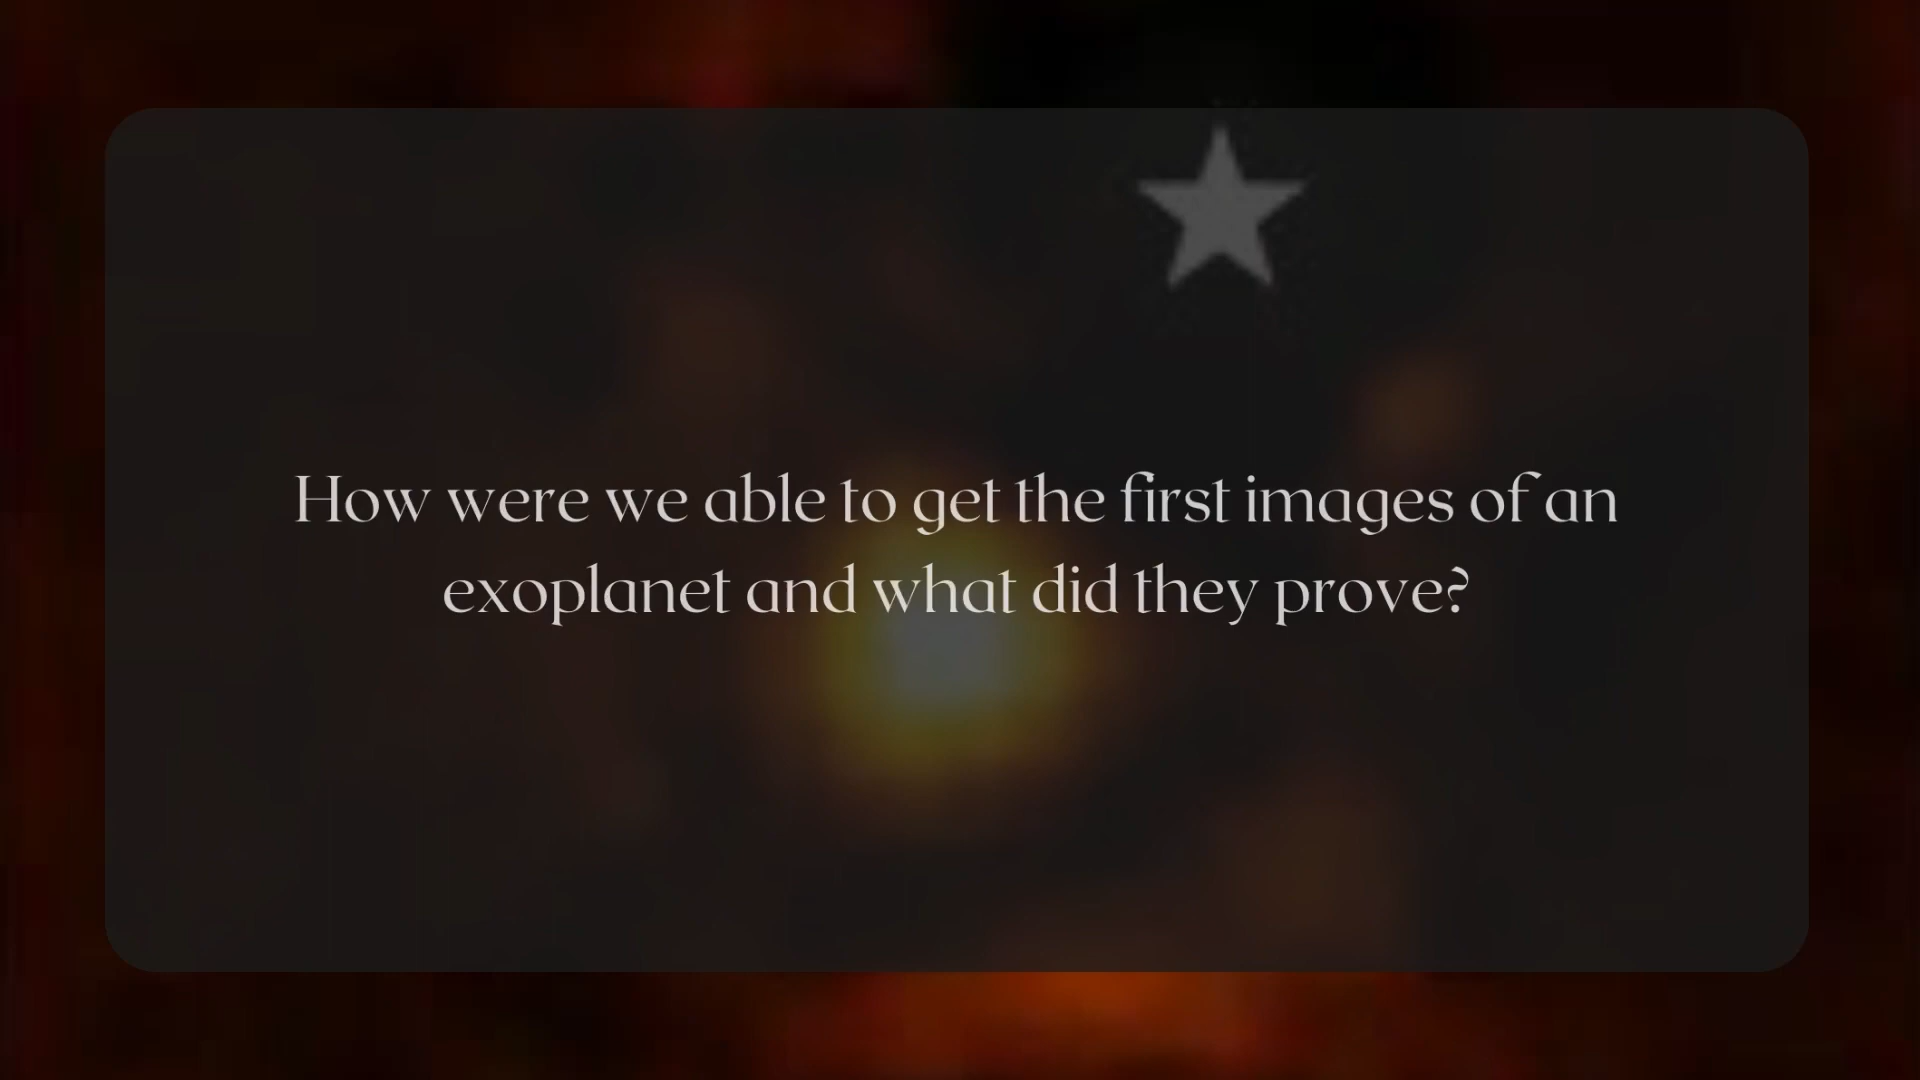 How were we able to get the first images of an
exoplanet and what did they prove?